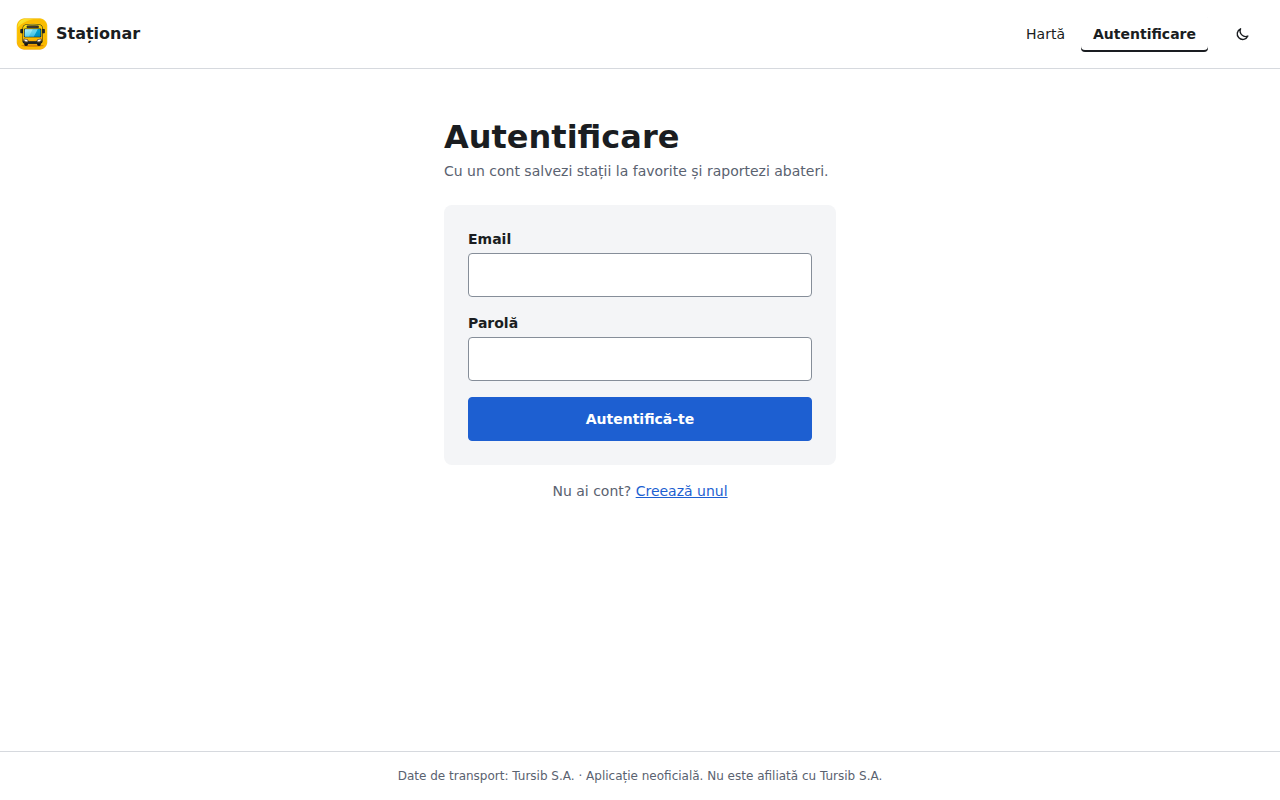 Staționar
Hartă
Autentificare
Autentificare
Cu un cont salvezi stații la favorite și raportezi abateri.
Email
Parolă
Autentifică-te
Nu ai cont? Creează unul
Date de transport: Tursib S.A. · Aplicație neoficială. Nu este afiliată cu Tursib S.A.